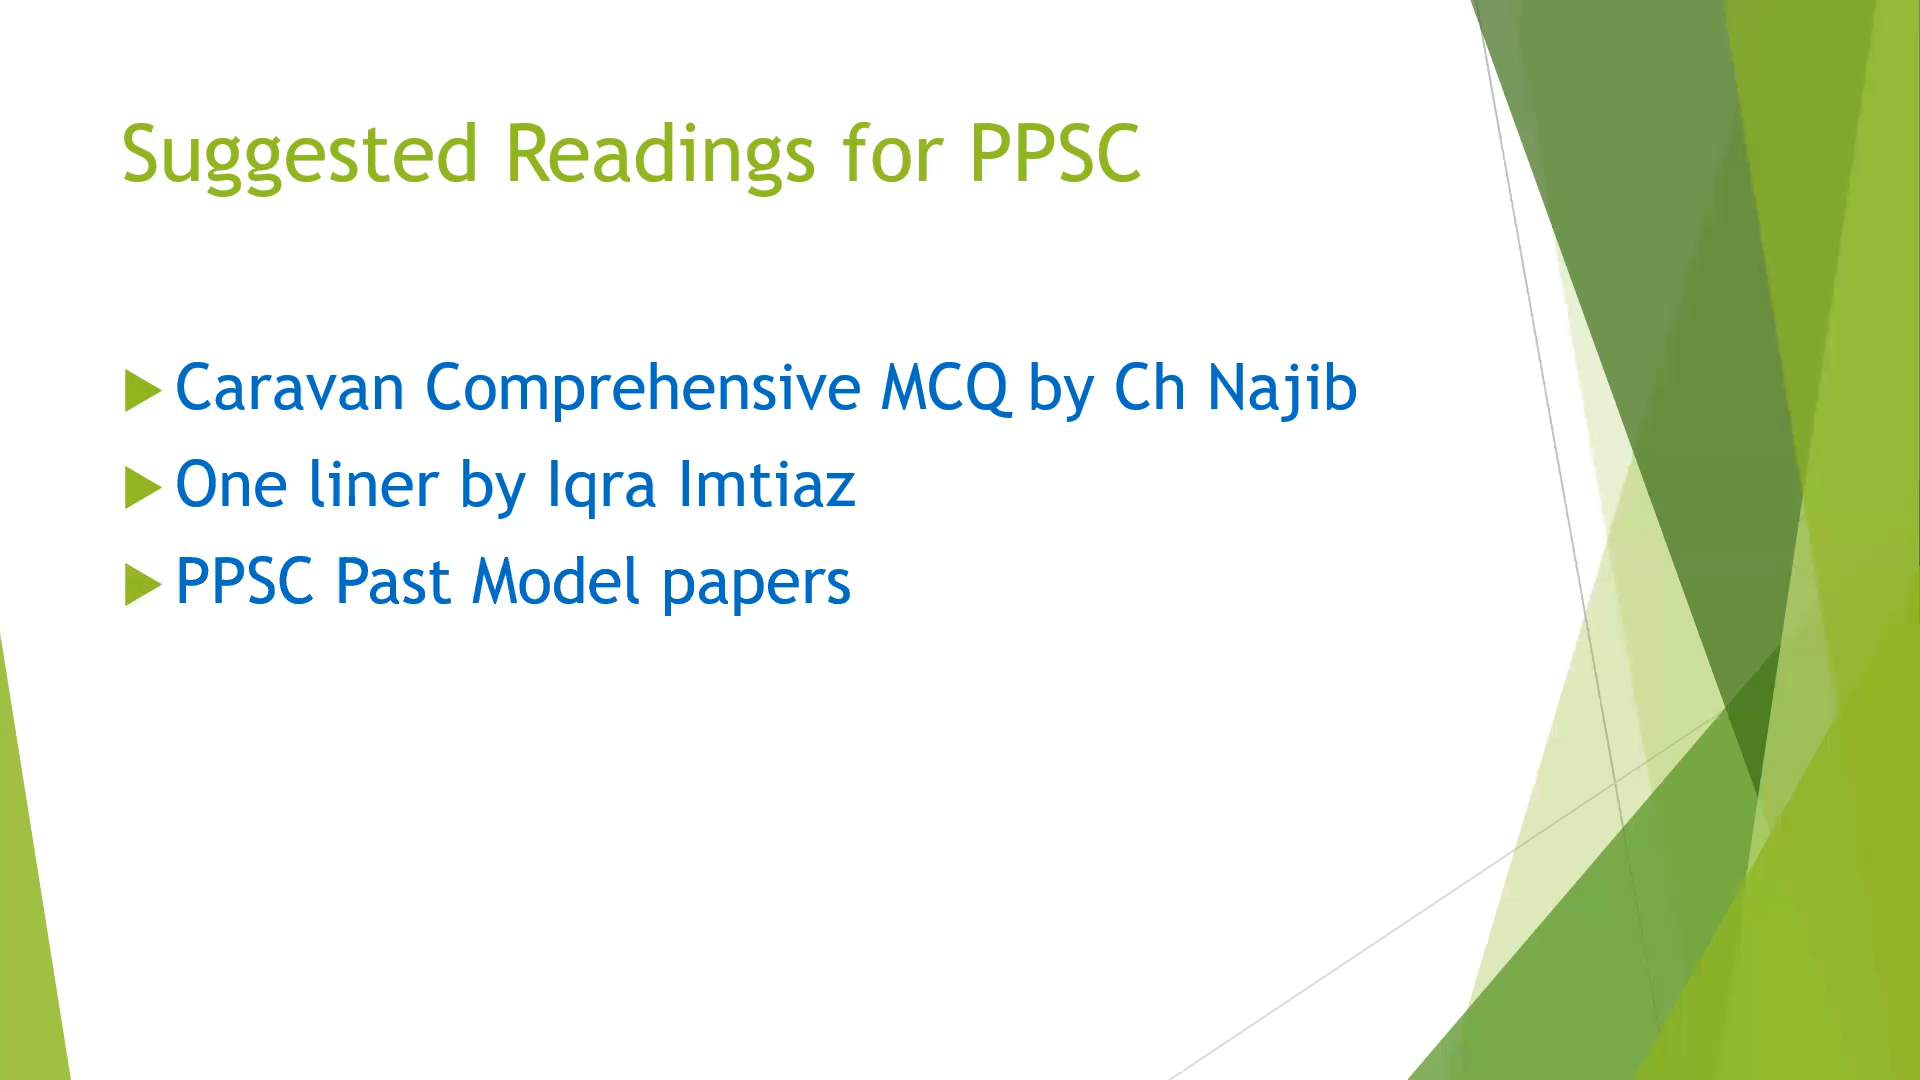 Suggested Readings for PPSC
Caravan Comprehensive MCQ by Ch Najib
One liner by Iqra Imtiaz
PPSC Past Model papers